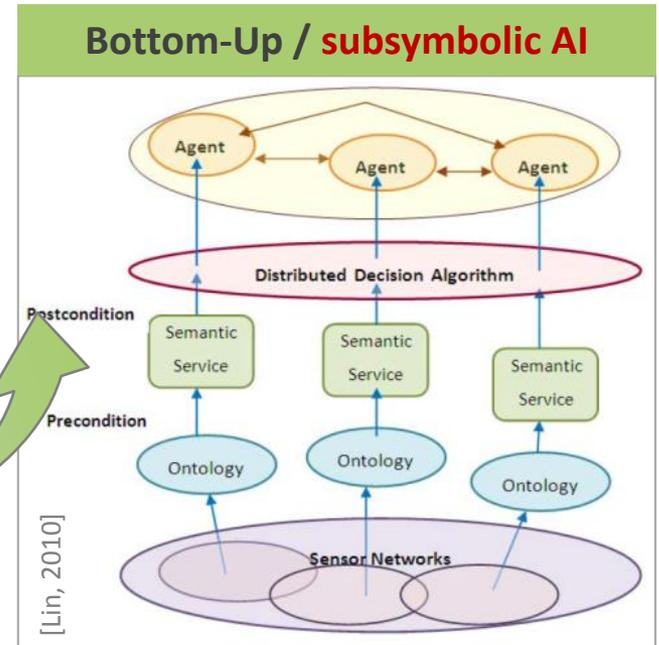 Bottom-Up / subsymbolic AI
Agent
Agent
Agent
Distributed Decision Algorithm
Postcondition
Semantic
Service
Semantic
Service
Semantic
Service
Precondition
Ontology
Ontology
Ontology
Sensor Networks
[Lin, 2010]